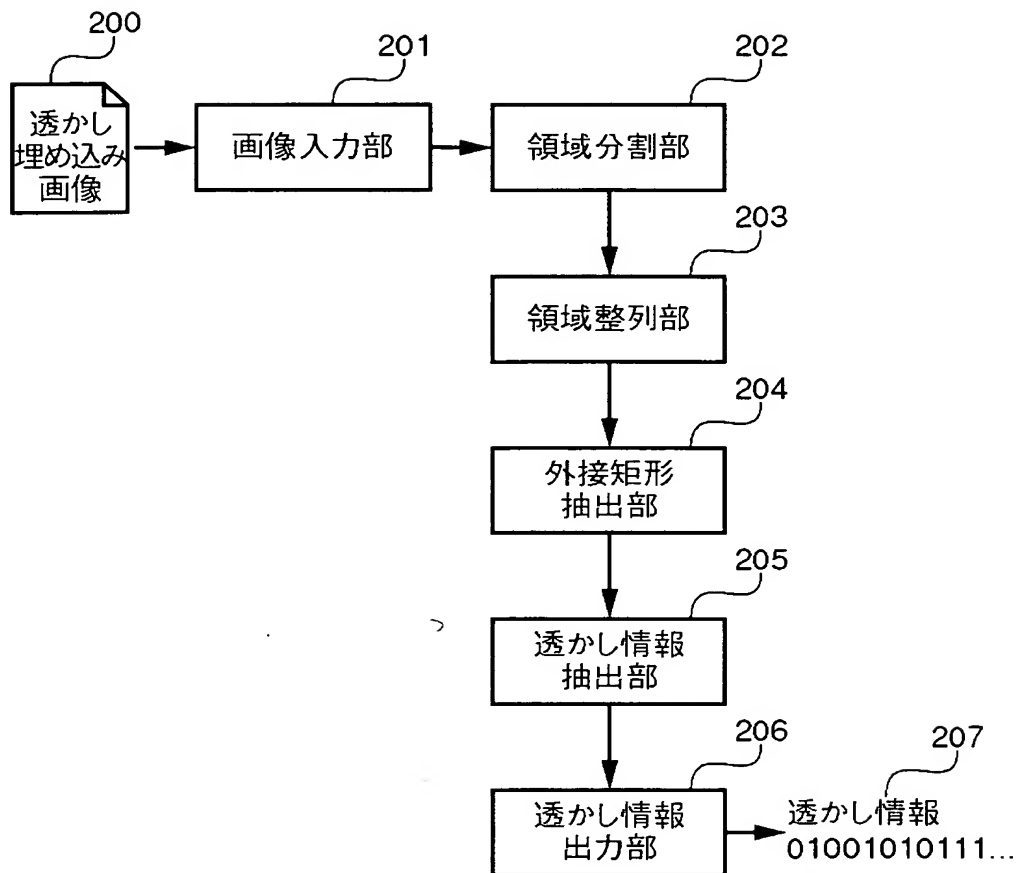 200
201
202
透かし
埋め込み
画像
画像入力部
領域分割部
203
領域整列部
204
外接矩形
抽出部
205
透かし情報
抽出部
206
207
透かし情報
出力部
透かし情報
01001010111...